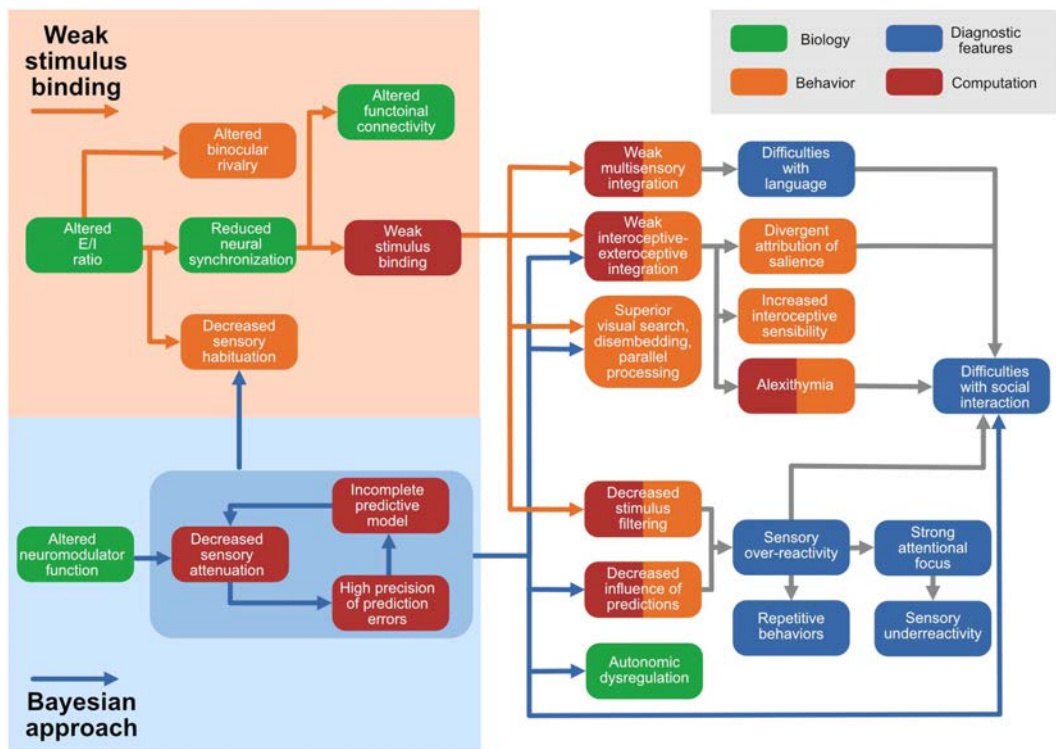 Weak
stimulus
binding
Altered
functoinal
connectivity
Altered
binocular
rivalry
Altered
E/I
ratio
Reduced
neural
synchronization
Weak
stimulus
binding
Decreased
sensory
habituation
Biology
Diagnostic
features
Behavior
Computation
Weak
multisensory
integration
Difficulties
with
language
Weak
interoceptive-
exteroceptive
integration
Divergent
attribution of
salience
Superior
visual search,
disembedding,
parallel
processing
Increased
interoceptive
sensibility
Alexithymia
Difficulties
with social
interaction
Altered
neuromodulator
function
Decreased
sensory
attenuation
Incomplete
predictive
model
High precision
of prediction
errors
Decreased
stimulus
filtering
Decreased
influence of
predictions
Autonomic
dysregulation
Sensory
over-reactivity
Strong
attentional
focus
Repetitive
behaviors
Sensory
underreactivity
Bayesian
approach